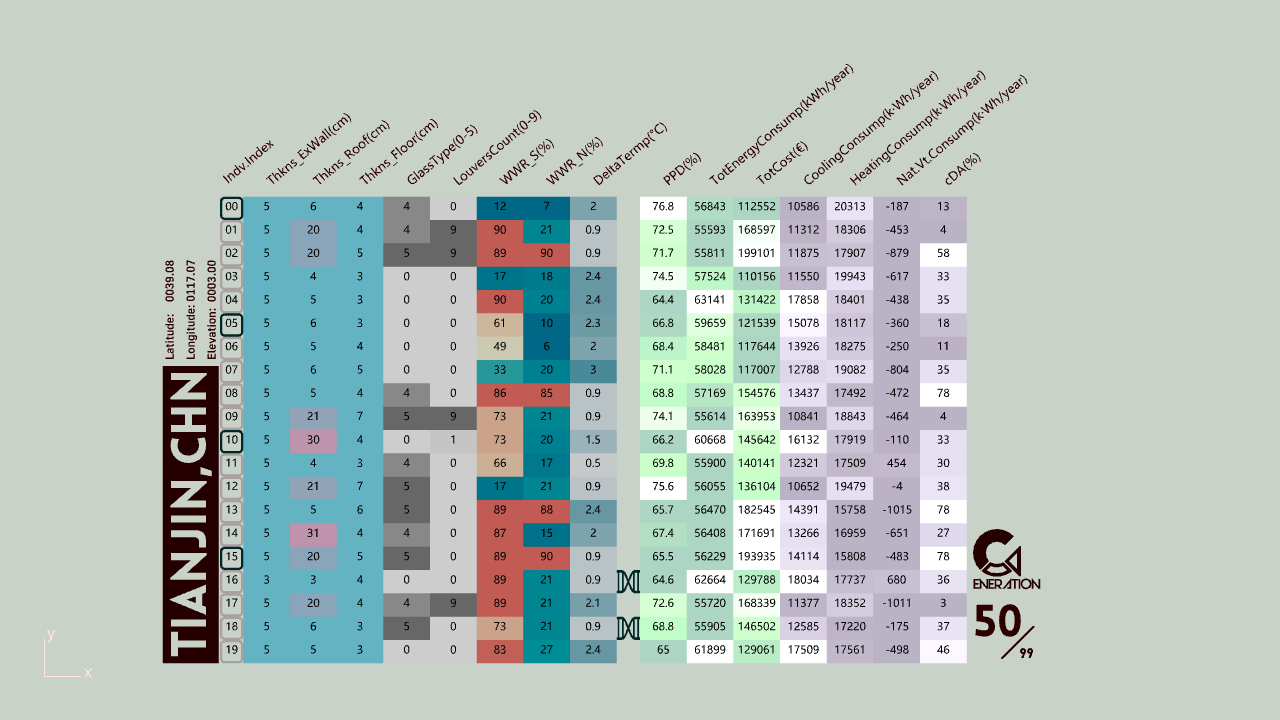 Indv.Index Thkns_ExWall(cm) Thkns_Roof(cm) Thkns_Floor(cm) GlassType(0-5) LouversCount(0-9) WWR_S(%) WWR_N(%) DeltaTermp(°C) PPD(%) TotEnergyConsump(kWh/year) TotCost(€) CoolingConsump(k·Wh/year) HeatingConsump(k·Wh/year) Nat.Vt.Consump(k·Wh/year) cDA(%)
00 5 6 4 4 0 12 7 2 76.8 56843 112552 10586 20313 -187 13
01 5 20 4 4 9 90 21 0.9 72.5 55593 168597 11312 18306 -453 4
02 5 20 5 5 9 89 90 0.9 71.7 55811 199101 11875 17907 -879 58
03 5 4 3 0 0 17 18 2.4 74.5 57524 110156 11550 19943 -617 33
04 5 5 3 0 0 90 20 2.4 64.4 63141 131422 17858 18401 -438 35
05 5 6 3 0 0 61 10 2.3 66.8 59659 121539 15078 18117 -360 18
06 5 5 4 0 0 49 6 2 68.4 58481 117644 13926 18275 -250 11
07 5 6 5 0 0 33 20 3 71.1 58028 117007 12788 19082 -804 35
08 5 5 4 4 0 86 85 0.9 68.8 57169 154576 13437 17492 -472 78
09 5 21 7 5 9 73 21 0.9 74.1 55614 163953 10841 18843 -464 4
10 5 30 4 0 1 73 20 1.5 66.2 60668 145642 16132 17919 -110 33
11 5 4 3 4 0 66 17 0.5 69.8 55900 140141 12321 17509 454 30
12 5 21 7 5 0 17 21 0.9 75.6 56055 136104 10652 19479 -4 38
13 5 5 6 5 0 89 88 2.4 65.7 56470 182545 14391 15758 -1015 78
14 5 31 4 4 0 87 15 2 67.4 56408 171691 13266 16959 -651 27
15 5 20 5 5 0 89 90 0.9 65.5 56229 193935 14114 15808 -483 78
16 3 3 4 0 0 89 21 0.9 64.6 62664 129788 18034 17737 680 36
17 5 20 4 4 9 89 21 2.1 72.6 55720 168339 11377 18352 -1011 3
18 5 6 3 5 0 73 21 0.9 68.8 55905 146502 12585 17220 -175 37
19 5 5 3 0 0 83 27 2.4 65 61899 129061 17509 17561 -498 46
Latitude: 0039.08
Longitude: 0117.07
Elevation: 0003.00
TIANJIN,CHN
GENERATION
50/99
y
x